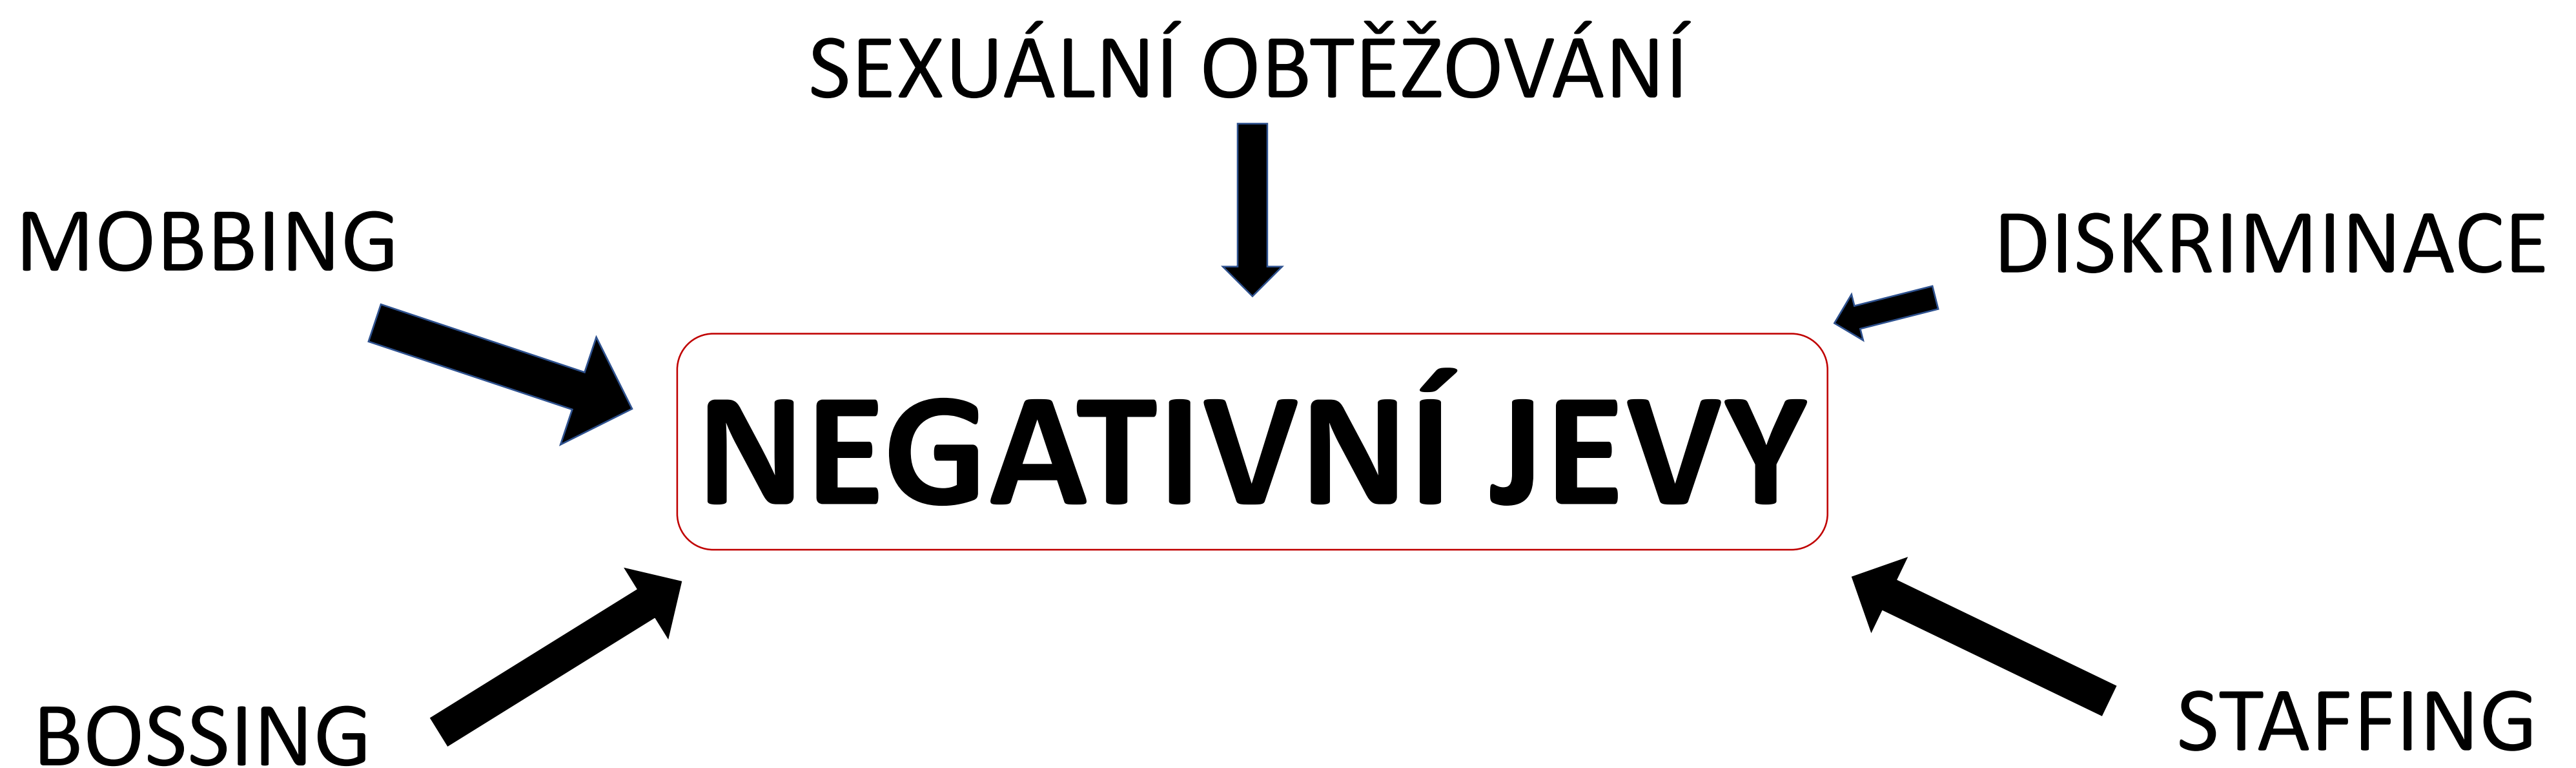 SEXUÁLNÍ OBTĚŽOVÁNÍ
MOBBING
DISKRIMINACE
NEGATIVNÍ JEVY
BOSSING
STAFFING